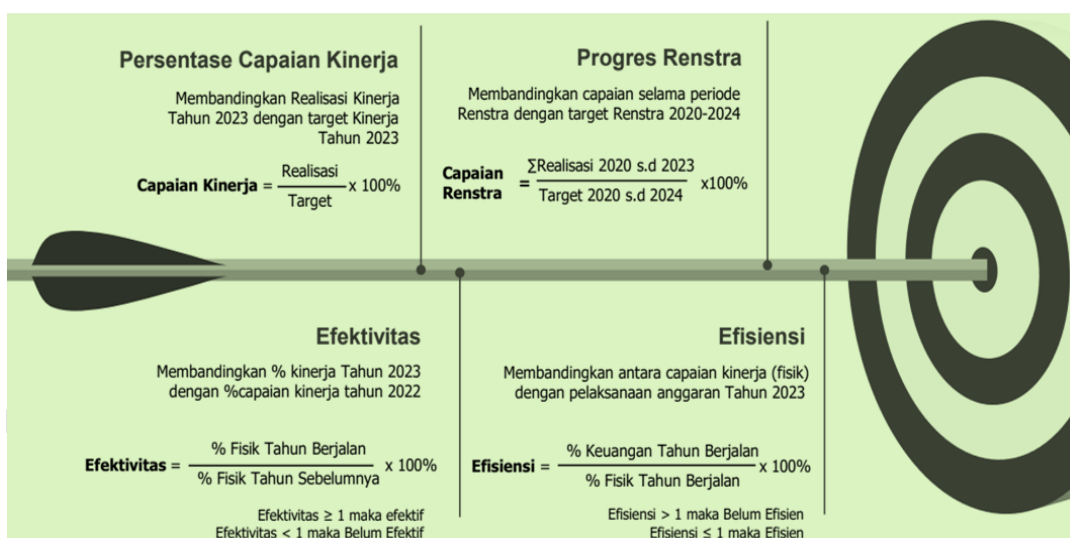 Persentase Capaian Kinerja
Membandingkan Realisasi Kinerja
Tahun 2023 dengan target Kinerja
Tahun 2023
Capaian Kinerja = Realisasi / Target x 100%
Progres Renstra
Membandingkan capaian selama periode
Renstra dengan target Renstra 2020-2024
Capaian Renstra = ∑Realisasi 2020 s.d 2023 / Target 2020 s.d 2024 x100%
Efektivitas
Membandingkan % kinerja Tahun 2023
dengan %capaian kinerja tahun 2022
Efektivitas = % Fisik Tahun Berjalan / % Fisik Tahun Sebelumnya x 100%
Efektivitas ≥ 1 maka efektif
Efektivitas < 1 maka Belum Efektif
Efisiensi
Membandingkan antara capaian kinerja (fisik)
dengan pelaksanaan anggaran Tahun 2023
Efisiensi = % Keuangan Tahun Berjalan / % Fisik Tahun Berjalan x 100%
Efisiensi > 1 maka Belum Efisien
Efisiensi ≤ 1 maka Efisien